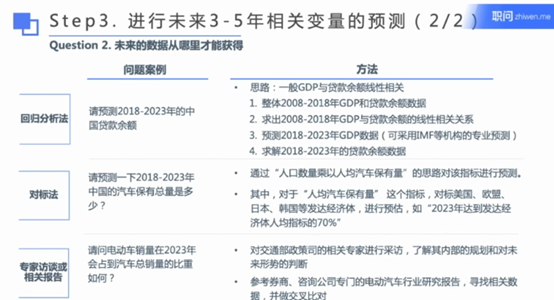 Step3. 进行未来3-5年相关变量的预测（2/2）
职问 zhiwen.me
Question 2. 未来的数据从哪里才能获得
问题案例
方法
回归分析法
请预测2018-2023年的中
国贷款余额
• 思路：一般GDP与贷款余额线性相关
1. 整体2008-2018年GDP和贷款余额数据
2. 求出2008-2018年GDP与贷款余额的线性相关关系
3. 预测2018-2023年GDP数据（可采用IMF等机构的专业预测）
4. 求解2018-2023年的贷款余额数据
对标法
请预测一下2018-2023年
中国的汽车保有总量是多
少？
• 通过“人口数量乘以人均汽车保有量”的思路对该指标进行预测。
• 其中，对于“人均汽车保有量” 这个指标，对标美国、欧盟、
日本、韩国等发达经济体，进行预估，如“2023年达到发达经
济体人均指标的70%”
专家访谈或
相关报告
请问电动车销量在2023年
会占到汽车总销量的比重
如何？
• 对交通部政策司的相关专家进行采访，了解其内部的规划和对未
来形势的判断
• 参考券商、咨询公司专门的电动汽车行业研究报告，寻找相关数
据，并做交叉比对